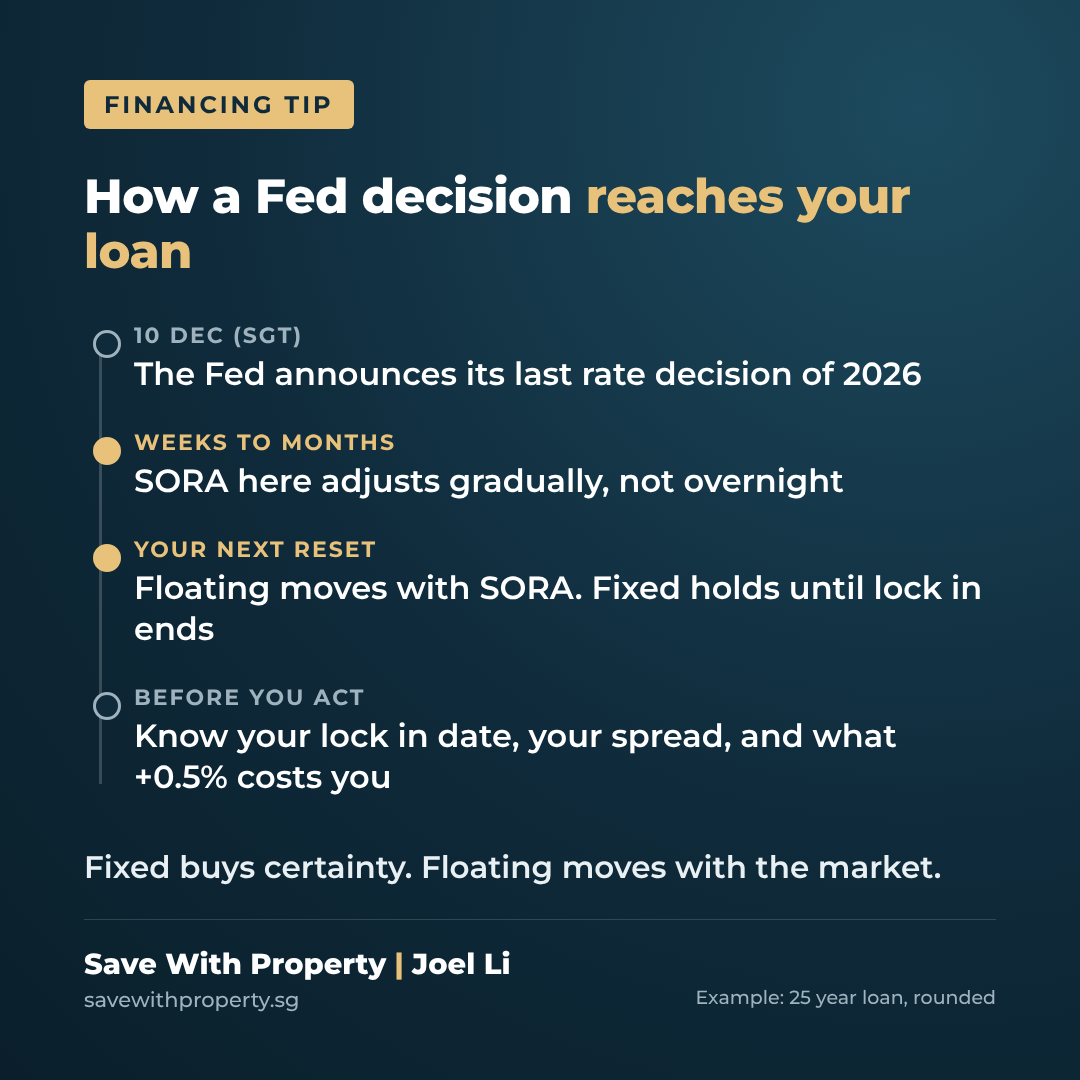 FINANCING TIP
How a Fed decision reaches your
loan
10 DEC (SGT)
The Fed announces its last rate decision of 2026
WEEKS TO MONTHS
SORA here adjusts gradually, not overnight
YOUR NEXT RESET
Floating moves with SORA. Fixed holds until lock in
ends
BEFORE YOU ACT
Know your lock in date, your spread, and what
+0.5% costs you
Fixed buys certainty. Floating moves with the market.
Save With Property | Joel Li
savewithproperty.sg
Example: 25 year loan, rounded